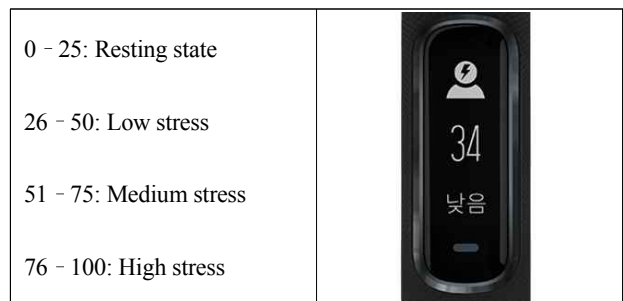 0 – 25: Resting state
26 – 50: Low stress
51 – 75: Medium stress
76 – 100: High stress
34
낮음